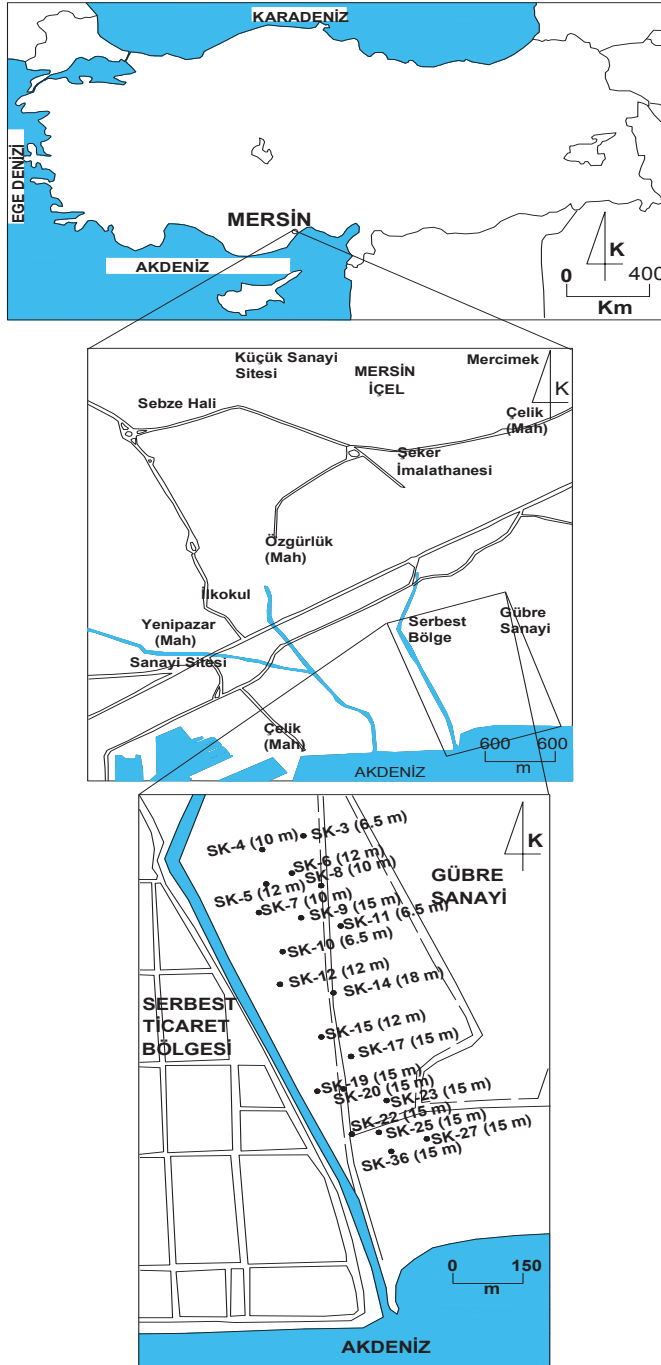 KARADENİZ
EGE DENİZİ
MERSİN
AKDENİZ
K
0 400
Km
Küçük Sanayi
Sitesi
MERSİN
İÇEL
Mercimek
K
Sebze Hali
Çelik
(Mah)
Şeker
İmalathanesi
Özgürlük
(Mah)
İlkokul
Yenipazar
(Mah)
Sanayi Sitesi
Serbest
Bölge
Gübre
Sanayi
Çelik
(Mah)
600 600
m
AKDENİZ
SK-3 (6.5 m)
SK-4 (10 m)
K
SK-6 (12 m)
SK-8 (10 m)
GÜBRE
SANAYİ
SK-5 (12 m)
SK-7 (10 m)
SK-9 (15 m)
SK-11 (6.5 m)
SK-10 (6.5 m)
SK-12 (12 m)
SK-14 (18 m)
SERBEST
TİCARET
BÖLGESİ
SK-15 (12 m)
SK-17 (15 m)
SK-19 (15 m)
SK-20 (15 m)
SK-23 (15 m)
SK-22 (15 m)
SK-25 (15 m)
SK-27 (15 m)
SK-36 (15 m)
0 150
m
AKDENİZ